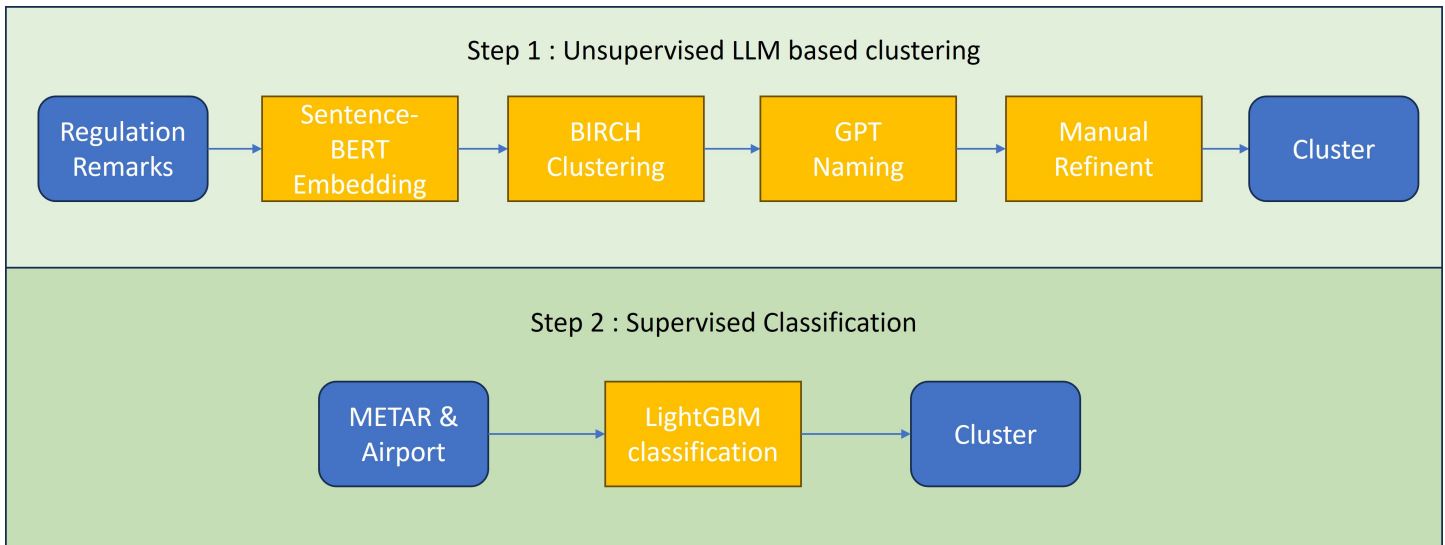 Step 1 : Unsupervised LLM based clustering
Regulation
Remarks
Sentence-
BERT
Embedding
BIRCH
Clustering
GPT
Naming
Manual
Refinent
Cluster
Step 2 : Supervised Classification
METAR &
Airport
LightGBM
classification
Cluster